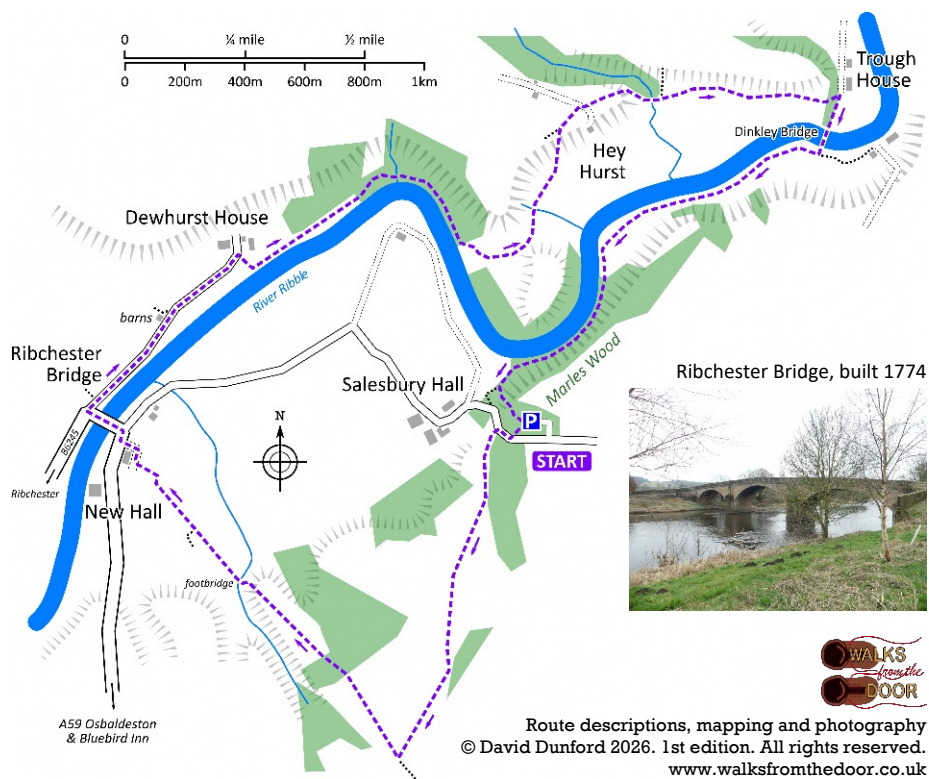 0 ¼ mile ½ mile
0 200m 400m 600m 800m 1km
Trough
House
Dinkley Bridge
Hey
Hurst
Dewhurst House
River Ribble
barns
Ribchester
Bridge
Salesbury Hall
Marles Wood
Ribchester Bridge, built 1774
B6245
N
P
START
Ribchester
New Hall
footbridge
A59 Osbaldeston
& Bluebird Inn
WALKS
from the
DOOR
Route descriptions, mapping and photography
© David Dunford 2026. 1st edition. All rights reserved.
www.walksfromthedoor.co.uk